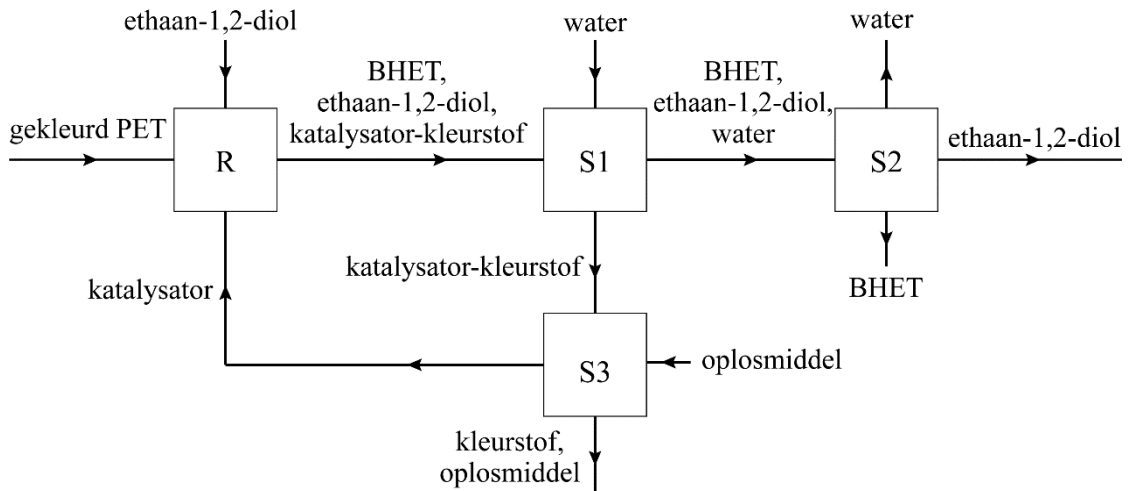 ethaan-1,2-diol
water
water
BHET,
ethaan-1,2-diol,
katalysator-kleurstof
BHET,
ethaan-1,2-diol,
water
gekleurd PET
R
S1
S2
ethaan-1,2-diol
katalysator-kleurstof
BHET
katalysator
S3
oplosmiddel
kleurstof,
oplosmiddel